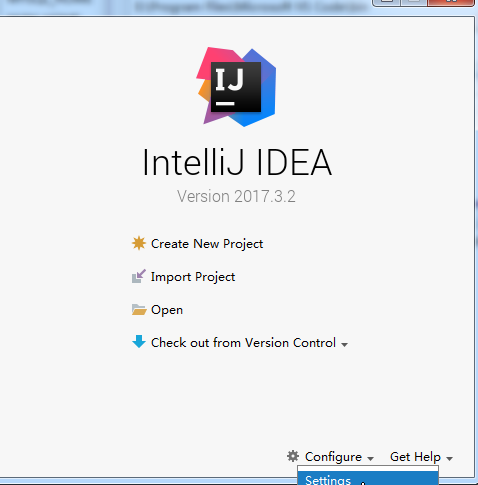 IJ
IntelliJ IDEA
Version 2017.3.2
Create New Project
Import Project
Open
Check out from Version Control
Configure Get Help
Settings